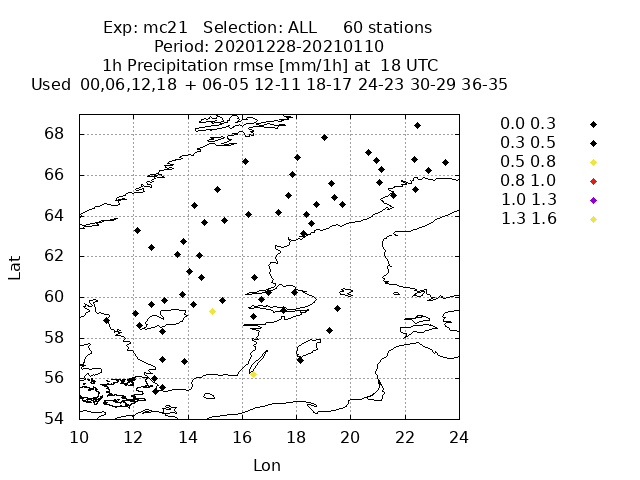 Exp: mc21   Selection: ALL     60 stations
Period: 20201228-20210110
1h Precipitation rmse [mm/1h] at  18 UTC
Used  00,06,12,18  + 06-05 12-11 18-17 24-23 30-29 36-35
0.0 0.3
0.3 0.5
0.5 0.8
0.8 1.0
1.0 1.3
1.3 1.6
68
66
64
62
60
58
56
54
Lat
10 12 14 16 18 20 22 24
Lon